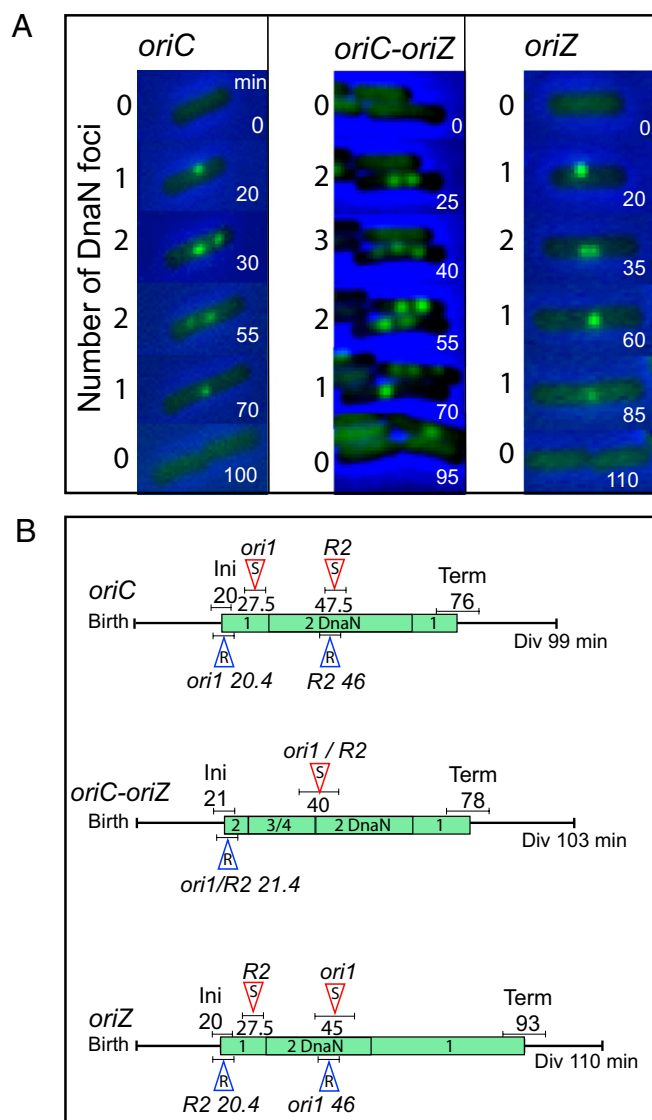 A
oriC
oriC-oriZ
oriZ
Number of DnaN foci
min
0 0
1 20
2 30
2 55
1 70
0 100
0 0
2 25
3 40
2 55
1 70
0 95
0 0
1 20
2 35
1 60
1 85
0 110
B
ori1 R2
S S
Ini Term
oriC 20 27.5 47.5 76
Birth 1 2 DnaN 1 Div 99 min
R R
ori1 20.4 R2 46
ori1 / R2
S
Ini Term
oriC-oriZ 21 40 78
Birth 2 3/4 2 DnaN 1 Div 103 min
R
ori1/R2 21.4
R2 ori1
S S
Ini Term
oriZ 20 27.5 45 93
Birth 1 2 DnaN 1 Div 110 min
R R
R2 20.4 ori1 46